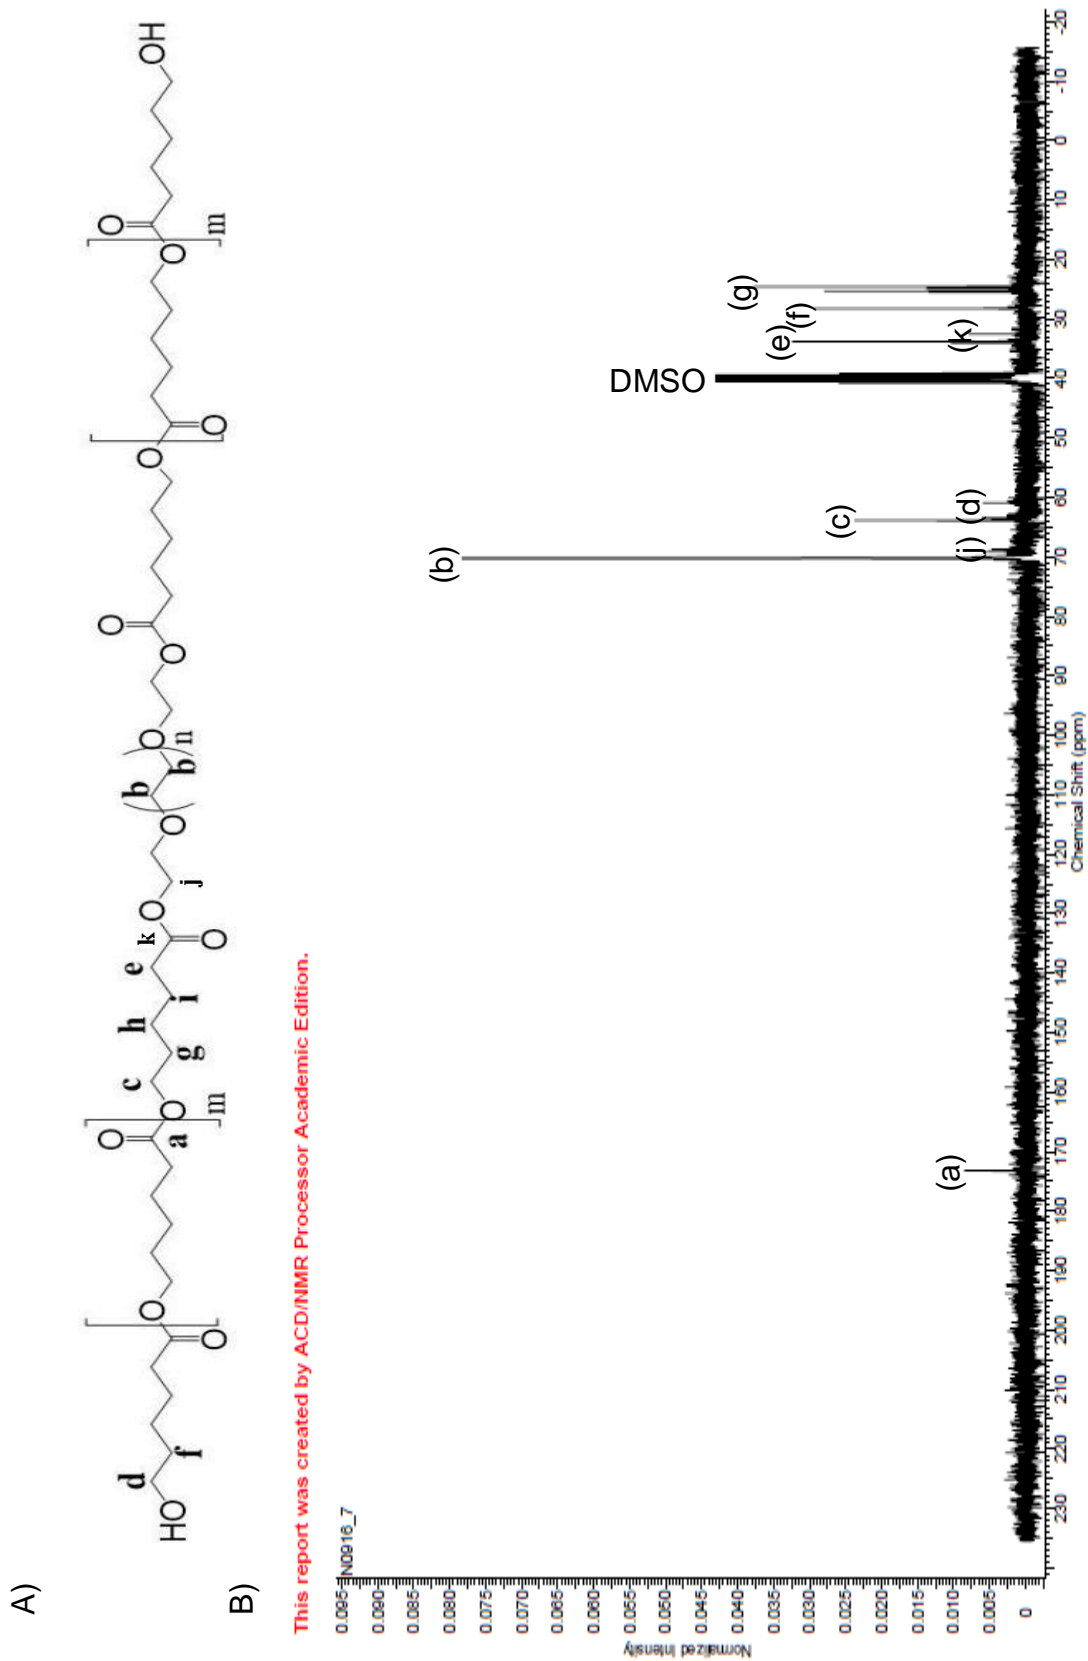 A)
HO
d
f
O
O
O
a
m
O
c
g
h
i
e
k
O
O
j
O
b
b
n
O
O
O
O
O
O
O
m
OH
B)
This report was created by ACD/NMR Processor Academic Edition.
N0916_7
Normalized Intensity
0.095
0.090
0.085
0.080
0.075
0.070
0.065
0.060
0.055
0.050
0.045
0.040
0.035
0.030
0.025
0.020
0.015
0.010
0.005
0
(a)
(b)
(j)
(c)
(d)
DMSO
(e)
(k)
(f)
(g)
230 220 210 200 190 180 170 160 150 140 130 120 110 100 90 80 70 60 50 40 30 20 10 0 -10 -20
Chemical Shift (ppm)